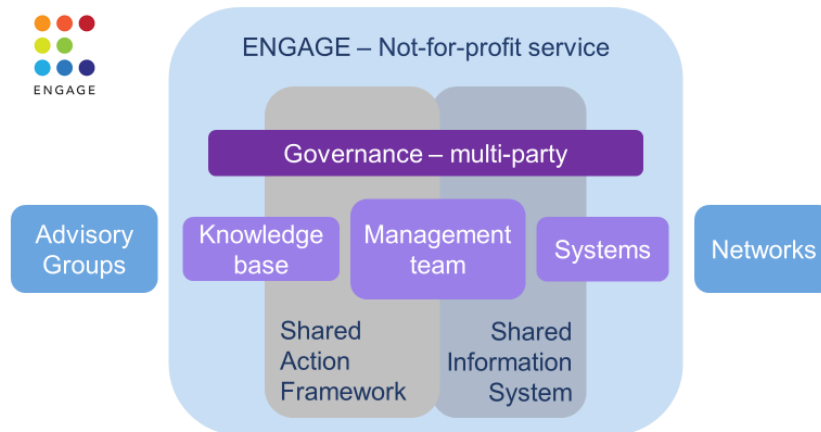 ENGAGE
ENGAGE – Not-for-profit service
Governance – multi-party
Advisory
Groups
Knowledge
base
Management
team
Systems
Networks
Shared
Action
Framework
Shared
Information
System